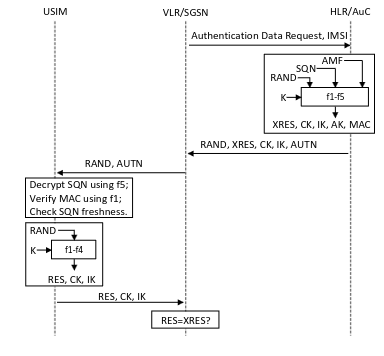 USIM
VLR/SGSN
HLR/AuC
Authentication Data Request, IMSI
AMF
SQN
RAND
K
f1-f5
XRES, CK, IK, AK, MAC
RAND, XRES, CK, IK, AUTN
RAND, AUTN
Decrypt SQN using f5;
Verify MAC using f1;
Check SQN freshness.
RAND
K
f1-f4
RES, CK, IK
RES, CK, IK
RES=XRES?